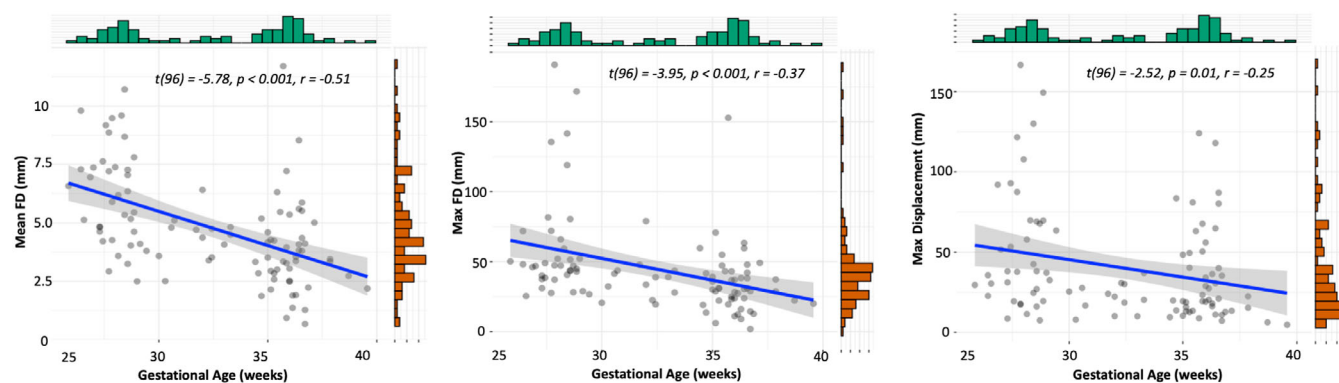 t(96) = -5.78, p < 0.001, r = -0.51
10
7.5
5.0
2.5
0
Mean FD (mm)
25 30 35 40
Gestational Age (weeks)
t(96) = -3.95, p < 0.001, r = -0.37
150
100
50
0
Max FD (mm)
25 30 35 40
Gestational Age (weeks)
t(96) = -2.52, p = 0.01, r = -0.25
150
100
50
0
Max Displacement (mm)
25 30 35 40
Gestational Age (weeks)